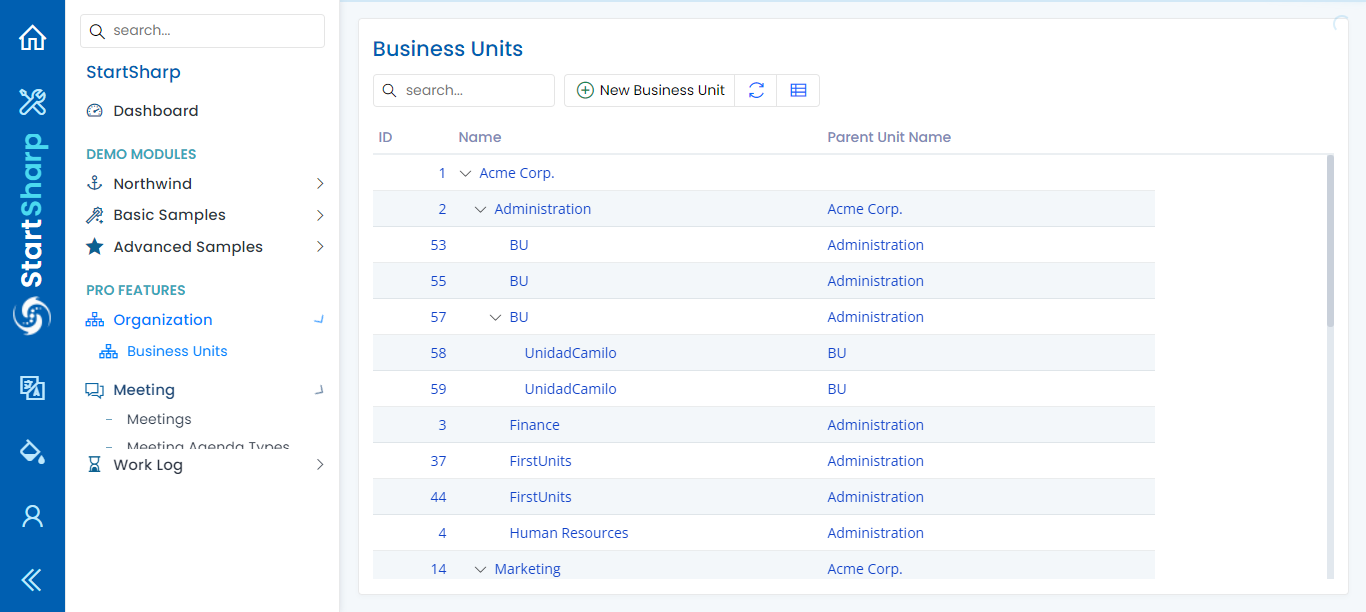 StartSharp
search...
StartSharp
Dashboard
DEMO MODULES
Northwind
Basic Samples
Advanced Samples
PRO FEATURES
Organization
Business Units
Meeting
Meetings
Meeting Agenda Types
Work Log
Business Units
search...
New Business Unit
ID Name Parent Unit Name
1 Acme Corp.
2 Administration Acme Corp.
53 BU Administration
55 BU Administration
57 BU Administration
58 UnidadCamilo BU
59 UnidadCamilo BU
3 Finance Administration
37 FirstUnits Administration
44 FirstUnits Administration
4 Human Resources Administration
14 Marketing Acme Corp.